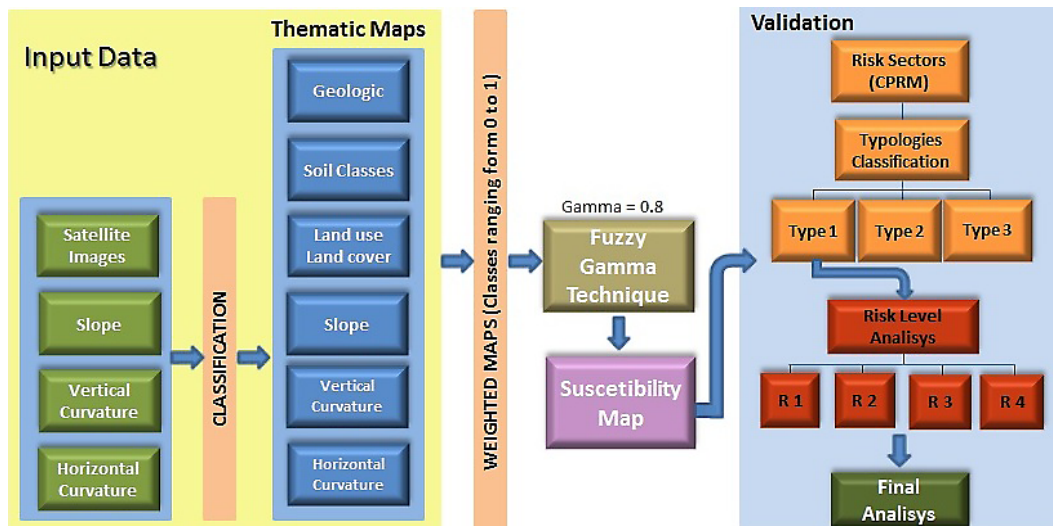 Input Data
Satellite
Images
Slope
Vertical
Curvature
Horizontal
Curvature
CLASSIFICATION
Thematic Maps
Geologic
Soil Classes
Land use
Land cover
Slope
Vertical
Curvature
Horizontal
Curvature
WEIGHTED MAPS (Classes ranging form 0 to 1)
Gamma = 0.8
Fuzzy
Gamma
Technique
Suscetibility
Map
Validation
Risk Sectors
(CPRM)
Typologies
Classification
Type 1
Type 2
Type 3
Risk Level
Analisys
R 1
R 2
R 3
R 4
Final
Analisys